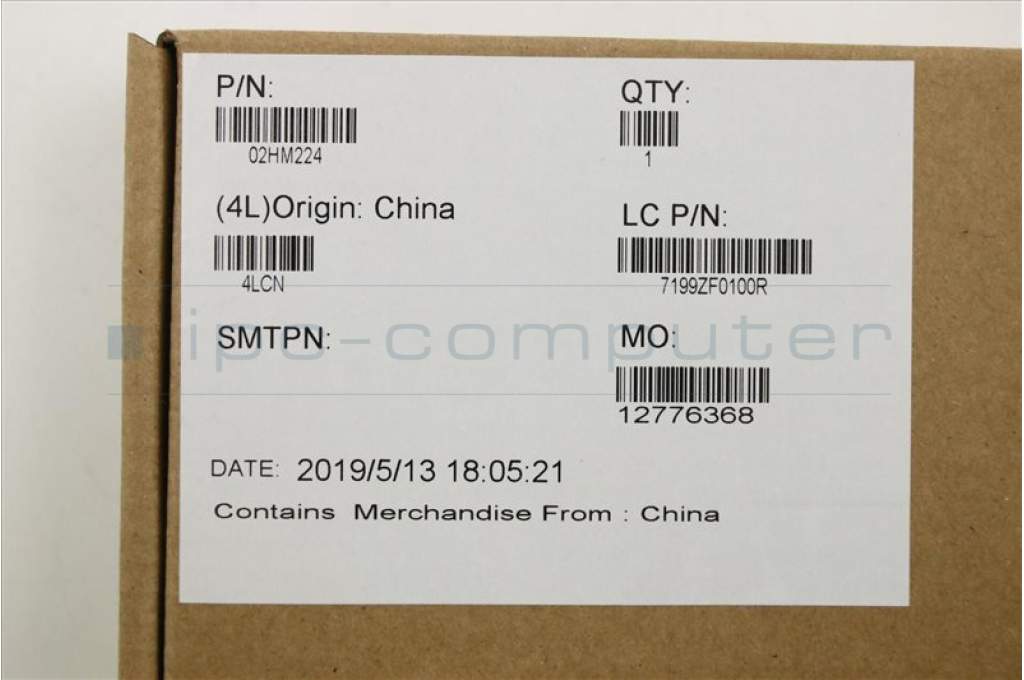 P/N:
02HM224
QTY:
1
(4L)Origin: China
4LCN
LC P/N:
7199ZF0100R
SMTPN:
MO:
12776368
ipc-computer
DATE: 2019/5/13 18:05:21
Contains Merchandise From : China